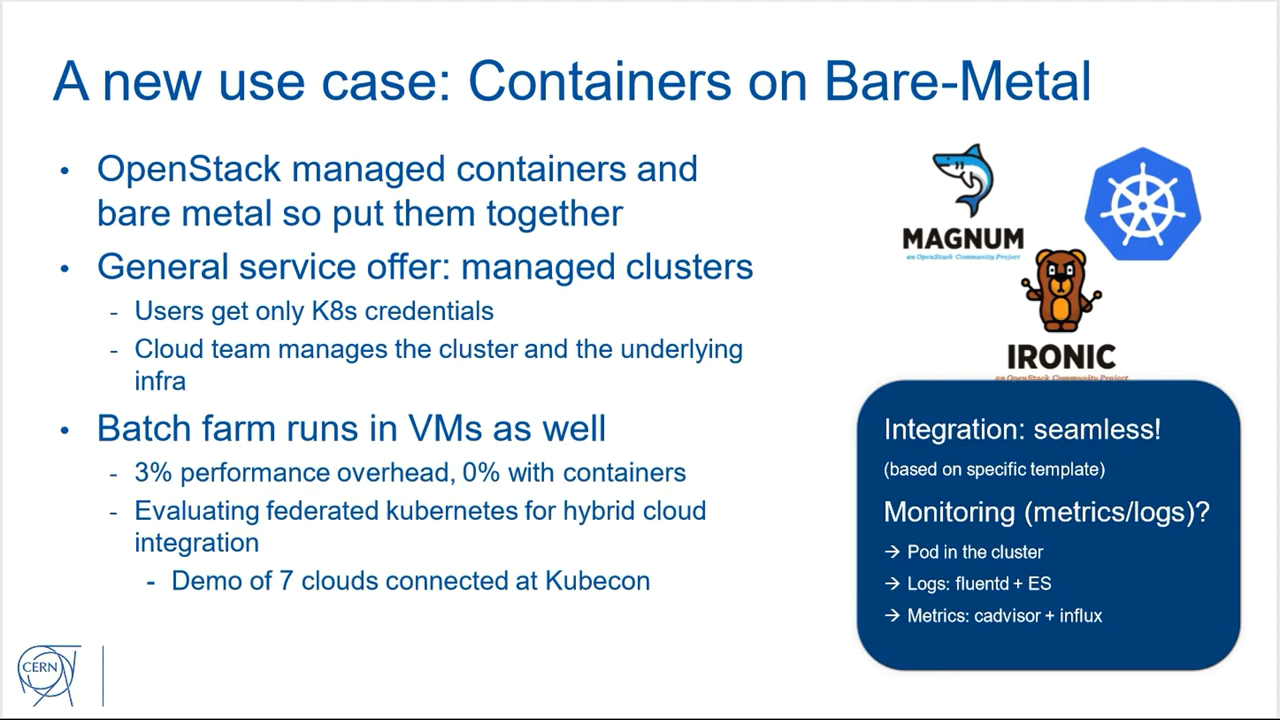 A new use case: Containers on Bare-Metal
• OpenStack managed containers and
bare metal so put them together
• General service offer: managed clusters
- Users get only K8s credentials
- Cloud team manages the cluster and the underlying
infra
• Batch farm runs in VMs as well
- 3% performance overhead, 0% with containers
- Evaluating federated kubernetes for hybrid cloud
integration
- Demo of 7 clouds connected at Kubecon
MAGNUM
an OpenStack Community Project
IRONIC
an OpenStack Community Project
Integration: seamless!
(based on specific template)
Monitoring (metrics/logs)?
→ Pod in the cluster
→ Logs: fluentd + ES
→ Metrics: cadvisor + influx
CERN